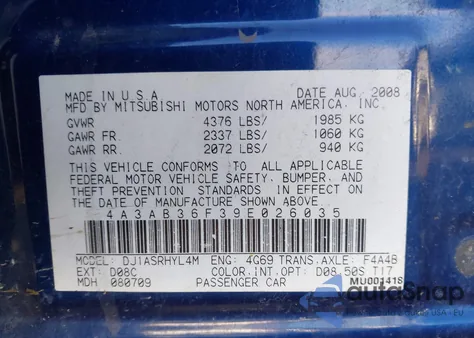 MADE IN U.S.A DATE AUG. 2008
MFD BY MITSUBISHI MOTORS NORTH AMERICA, INC.
GVWR 4376 LBS/ 1985 KG
GAWR FR. 2337 LBS/ 1060 KG
GAWR RR. 2072 LBS/ 940 KG
THIS VEHICLE CONFORMS TO ALL APPLICABLE
FEDERAL MOTOR VEHICLE SAFETY, BUMPER, AND
THEFT PREVENTION STANDARDS IN EFFECT ON
THE DATE OF MANUFACTURE SHOWN ABOVE.
4A3AB36F39E026035
MODEL: DJ1ASRHYL4M ENG: 4G69 TRANS.AXLE: F4A4B
EXT: D08C COLOR.INT.OPT: D08.50S T17
MDH 080709 PASSENGER CAR MU001418
autoSnap